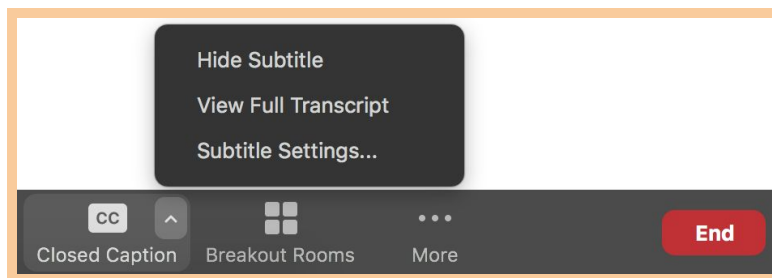 Hide Subtitle
View Full Transcript
Subtitle Settings...
CC
Closed Caption
Breakout Rooms
More
End